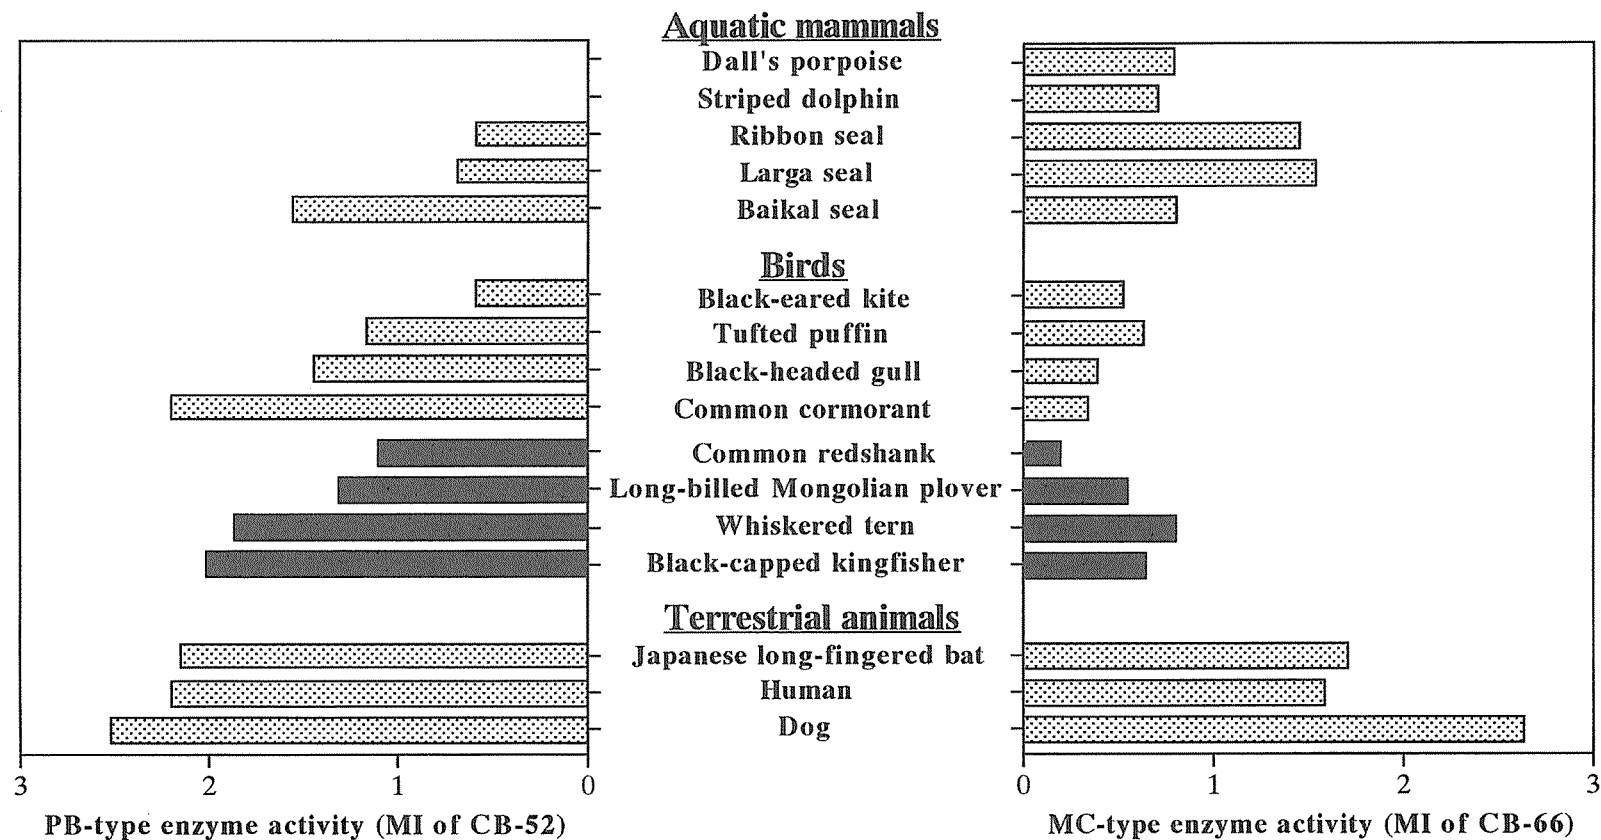 Aquatic mammals
Dall's porpoise
Striped dolphin
Ribbon seal
Larga seal
Baikal seal
Birds
Black-eared kite
Tufted puffin
Black-headed gull
Common cormorant
Common redshank
Long-billed Mongolian plover
Whiskered tern
Black-capped kingfisher
Terrestrial animals
Japanese long-fingered bat
Human
Dog
3 2 1 0
0 1 2 3
PB-type enzyme activity (MI of CB-52)
MC-type enzyme activity (MI of CB-66)